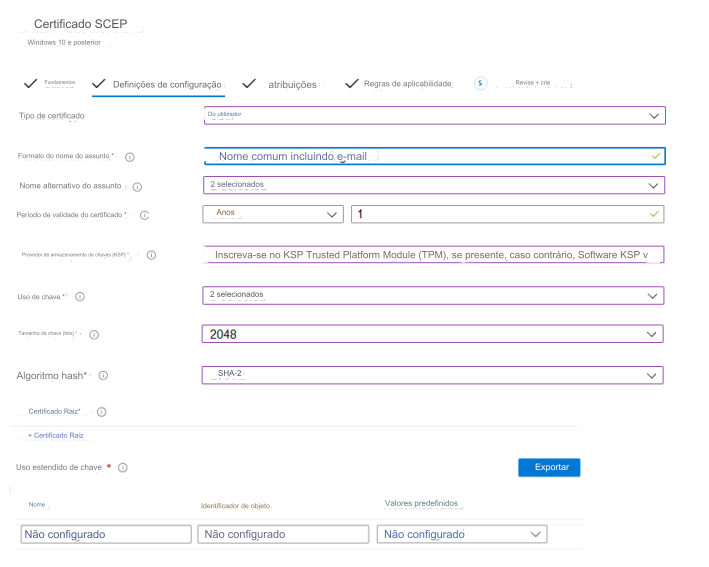 Certificado SCEP
Windows 10 e posterior
Fundamentos
Definições de configuração
atribuições
Regras de aplicabilidade
5
Revise + crie
Tipo de certificado
Do utilizador
Formato do nome do assunto *
Nome comum incluindo e-mail
Nome alternativo do assunto
2 selecionados
Período de validade do certificado *
Anos
1
Provedor de armazenamento de chaves (KSP) *
Inscreva-se no KSP Trusted Platform Module (TPM), se presente, caso contrário, Software KSP v
Uso de chave *
2 selecionados
Tamanho da chave (bits) *
2048
Algoritmo hash*
SHA-2
Certificado Raiz*
+ Certificado Raiz
Uso estendido de chave *
Exportar
Nome
Identificador de objeto
Valores predefinidos
Não configurado
Não configurado
Não configurado